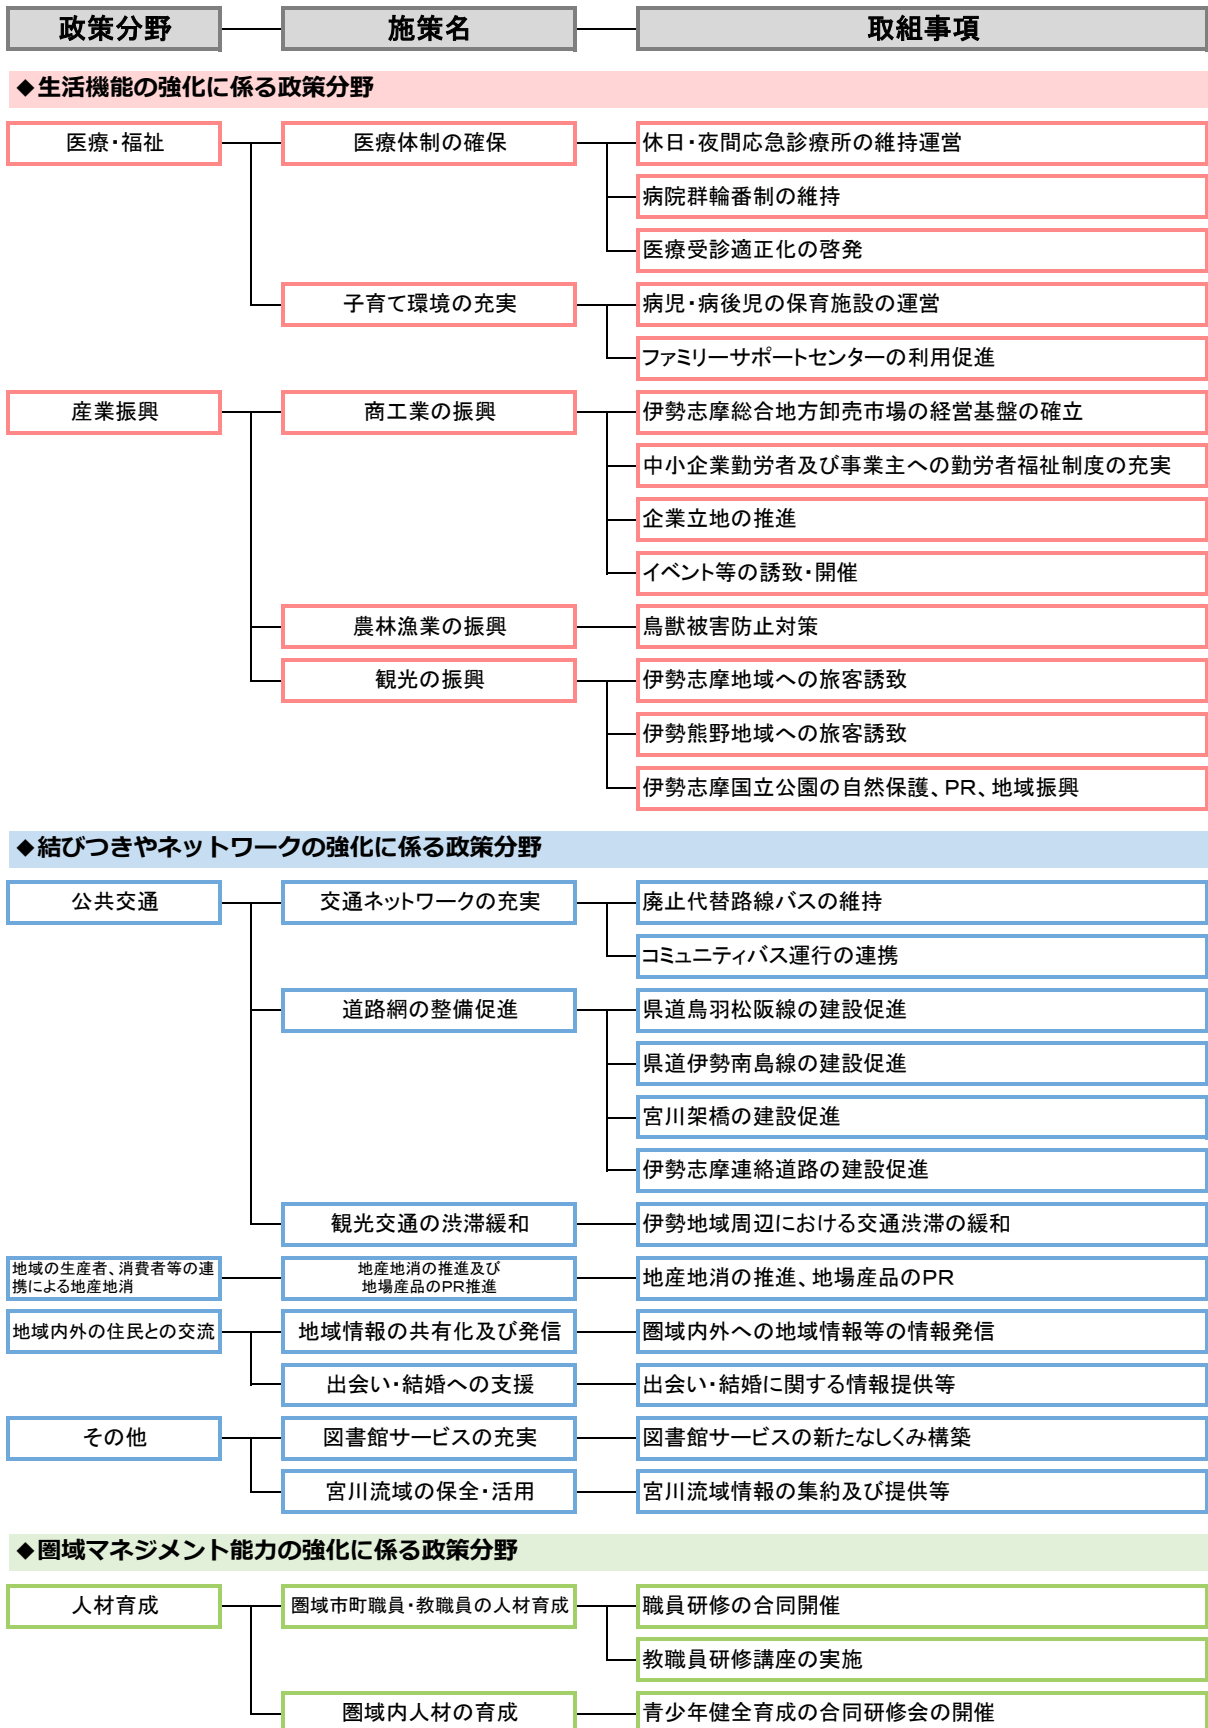 政策分野 施策名 取組事項
◆生活機能の強化に係る政策分野
医療・福祉 医療体制の確保 休日・夜間応急診療所の維持運営
病院群輪番制の維持
医療受診適正化の啓発
子育て環境の充実 病児・病後児の保育施設の運営
ファミリーサポートセンターの利用促進
産業振興 商工業の振興 伊勢志摩総合地方卸売市場の経営基盤の確立
中小企業勤労者及び事業主への勤労者福祉制度の充実
企業立地の推進
イベント等の誘致・開催
農林漁業の振興 鳥獣被害防止対策
観光の振興 伊勢志摩地域への旅客誘致
伊勢熊野地域への旅客誘致
伊勢志摩国立公園の自然保護、PR、地域振興
◆結びつきやネットワークの強化に係る政策分野
公共交通 交通ネットワークの充実 廃止代替路線バスの維持
コミュニティバス運行の連携
道路網の整備促進 県道鳥羽松阪線の建設促進
県道伊勢南島線の建設促進
宮川架橋の建設促進
伊勢志摩連絡道路の建設促進
観光交通の渋滞緩和 伊勢地域周辺における交通渋滞の緩和
地域の生産者、消費者等の連
携による地産地消
地産地消の推進及び
地場産品のPR推進
地産地消の推進、地場産品のPR
地域内外の住民との交流 地域情報の共有化及び発信 圏域内外への地域情報等の情報発信
出会い・結婚への支援 出会い・結婚に関する情報提供等
その他 図書館サービスの充実 図書館サービスの新たなしくみ構築
宮川流域の保全・活用 宮川流域情報の集約及び提供等
◆圏域マネジメント能力の強化に係る政策分野
人材育成 圏域市町職員・教職員の人材育成 職員研修の合同開催
教職員研修講座の実施
圏域内人材の育成 青少年健全育成の合同研修会の開催